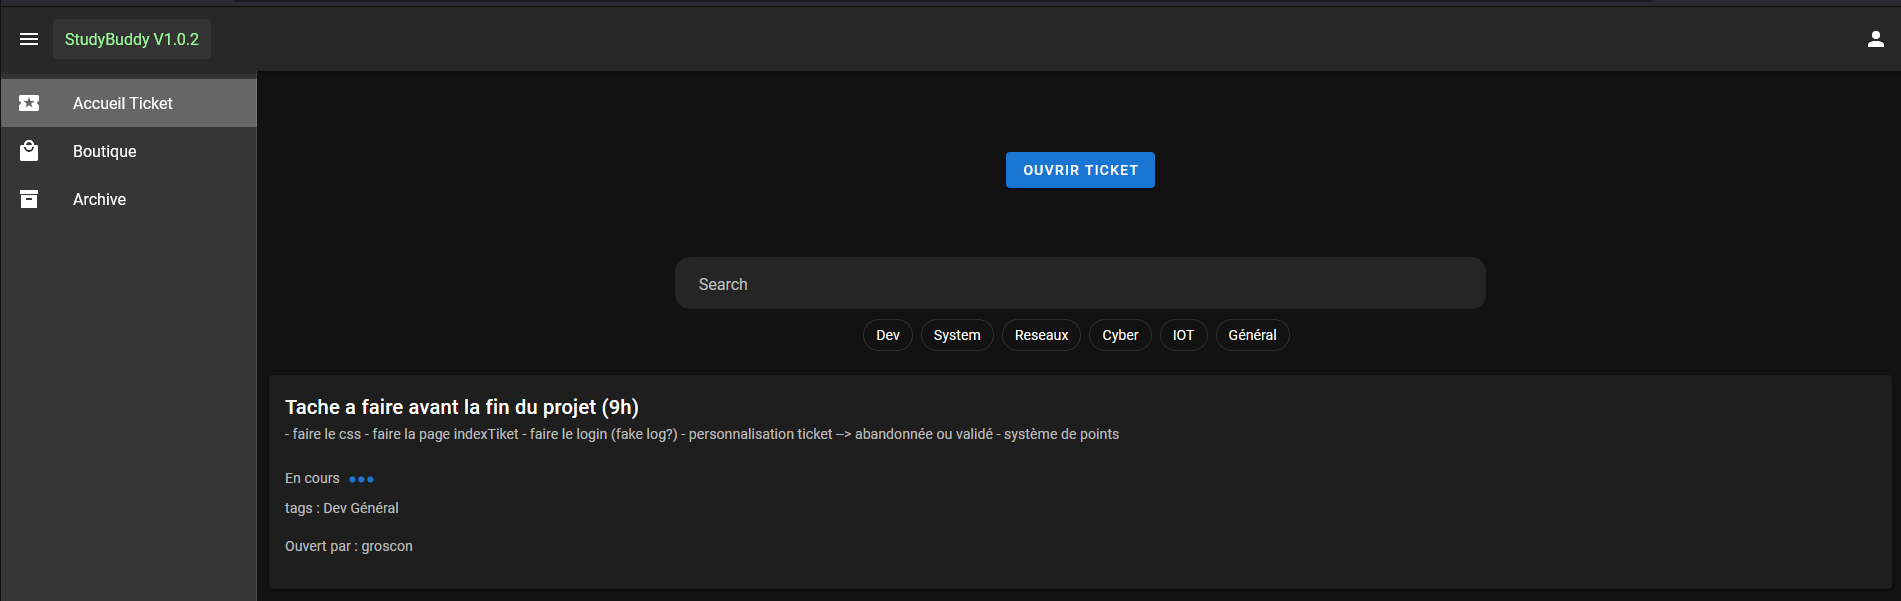 StudyBuddy V1.0.2
Accueil Ticket
Boutique
Archive
OUVRIR TICKET
Search
Dev System Reseaux Cyber IOT Général
Tache a faire avant la fin du projet (9h)
- faire le css - faire la page indexTiket - faire le login (fake log?) - personnalisation ticket --> abandonnée ou validé - système de points
En cours
tags : Dev Général
Ouvert par : groscon